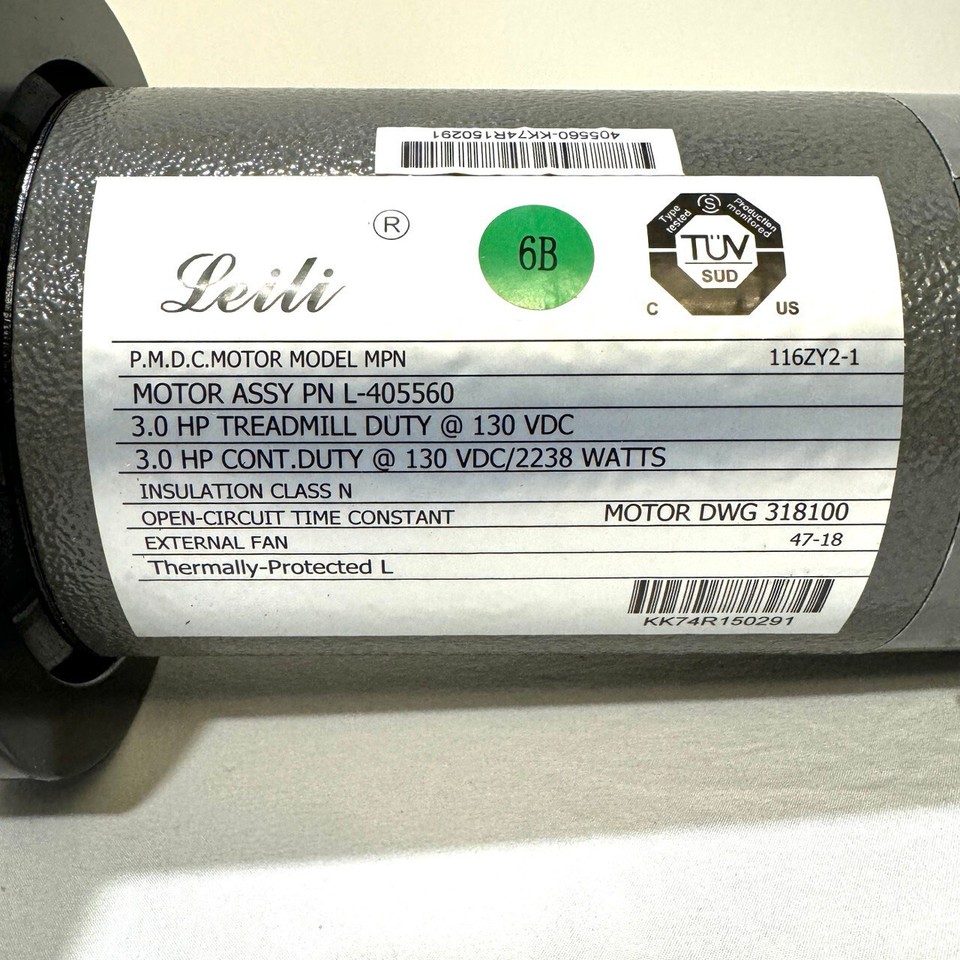 405560-KK74R150291
Leili ®
6B
Type tested S Production monitored
TÜV
SÜD
C US
P.M.D.C.MOTOR MODEL MPN 116ZY2-1
MOTOR ASSY PN L-405560
3.0 HP TREADMILL DUTY @ 130 VDC
3.0 HP CONT.DUTY @ 130 VDC/2238 WATTS
INSULATION CLASS N
OPEN-CIRCUIT TIME CONSTANT MOTOR DWG 318100
EXTERNAL FAN 47-18
Thermally-Protected L
KK74R150291